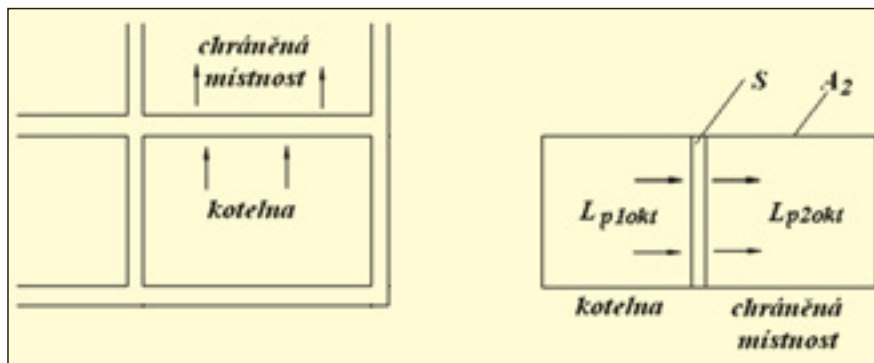 chráněná
místnost
kotelna
S
A2
Lp1okt
Lp2okt
kotelna
chráněná
místnost